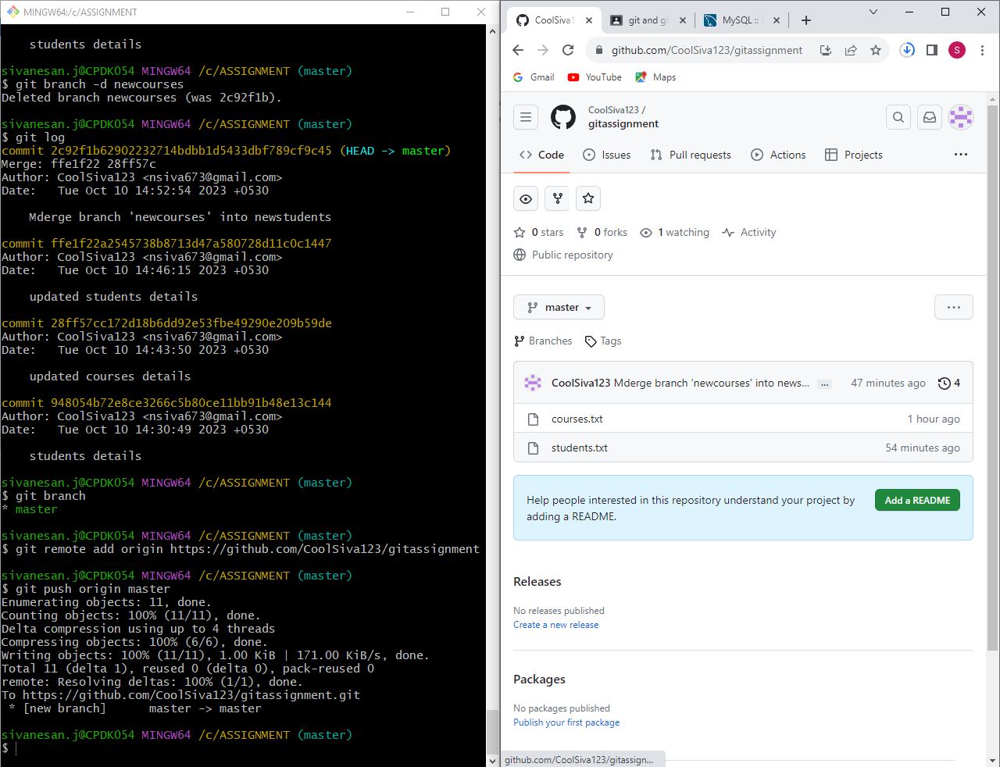 MINGW64:/c/ASSIGNMENT
students details
sivanesan.j@CPDK054 MINGW64 /c/ASSIGNMENT (master)
$ git branch -d newcourses
Deleted branch newcourses (was 2c92f1b).
sivanesan.j@CPDK054 MINGW64 /c/ASSIGNMENT (master)
$ git log
commit 2c92f1b62902232714bdbb1d5433dbf789cf9c45 (HEAD -> master)
Merge: ffe1f22 28ff57c
Author: CoolSiva123 <nsiva673@gmail.com>
Date:   Tue Oct 10 14:52:54 2023 +0530
Mderge branch 'newcourses' into newstudents
commit ffe1f22a2545738b8713d47a580728d11c0c1447
Author: CoolSiva123 <nsiva673@gmail.com>
Date:   Tue Oct 10 14:46:15 2023 +0530
updated students details
commit 28ff57cc172d18b6dd92e53fbe49290e209b59de
Author: CoolSiva123 <nsiva673@gmail.com>
Date:   Tue Oct 10 14:43:50 2023 +0530
updated courses details
commit 948054b72e8ce3266c5b80ce11bb91b48e13c144
Author: CoolSiva123 <nsiva673@gmail.com>
Date:   Tue Oct 10 14:30:49 2023 +0530
students details
sivanesan.j@CPDK054 MINGW64 /c/ASSIGNMENT (master)
$ git branch
* master
sivanesan.j@CPDK054 MINGW64 /c/ASSIGNMENT (master)
$ git remote add origin https://github.com/CoolSiva123/gitassignment
sivanesan.j@CPDK054 MINGW64 /c/ASSIGNMENT (master)
$ git push origin master
Enumerating objects: 11, done.
Counting objects: 100% (11/11), done.
Delta compression using up to 4 threads
Compressing objects: 100% (6/6), done.
Writing objects: 100% (11/11), 1.00 KiB | 171.00 KiB/s, done.
Total 11 (delta 1), reused 0 (delta 0), pack-reused 0
remote: Resolving deltas: 100% (1/1), done.
To https://github.com/CoolSiva123/gitassignment.git
* [new branch]      master -> master
sivanesan.j@CPDK054 MINGW64 /c/ASSIGNMENT (master)
$
CoolSiva1 git and gi MySQL ::
github.com/CoolSiva123/gitassignment S
Gmail YouTube Maps
CoolSiva123 /
gitassignment
Code Issues Pull requests Actions Projects ...
0 stars 0 forks 1 watching Activity
Public repository
master ...
Branches Tags
CoolSiva123 Mderge branch 'newcourses' into news... ... 47 minutes ago 4
courses.txt 1 hour ago
students.txt 54 minutes ago
Help people interested in this repository understand your project by
adding a README.
Add a README
Releases
No releases published
Create a new release
Packages
No packages published
Publish your first package
github.com/CoolSiva123/gitassign...